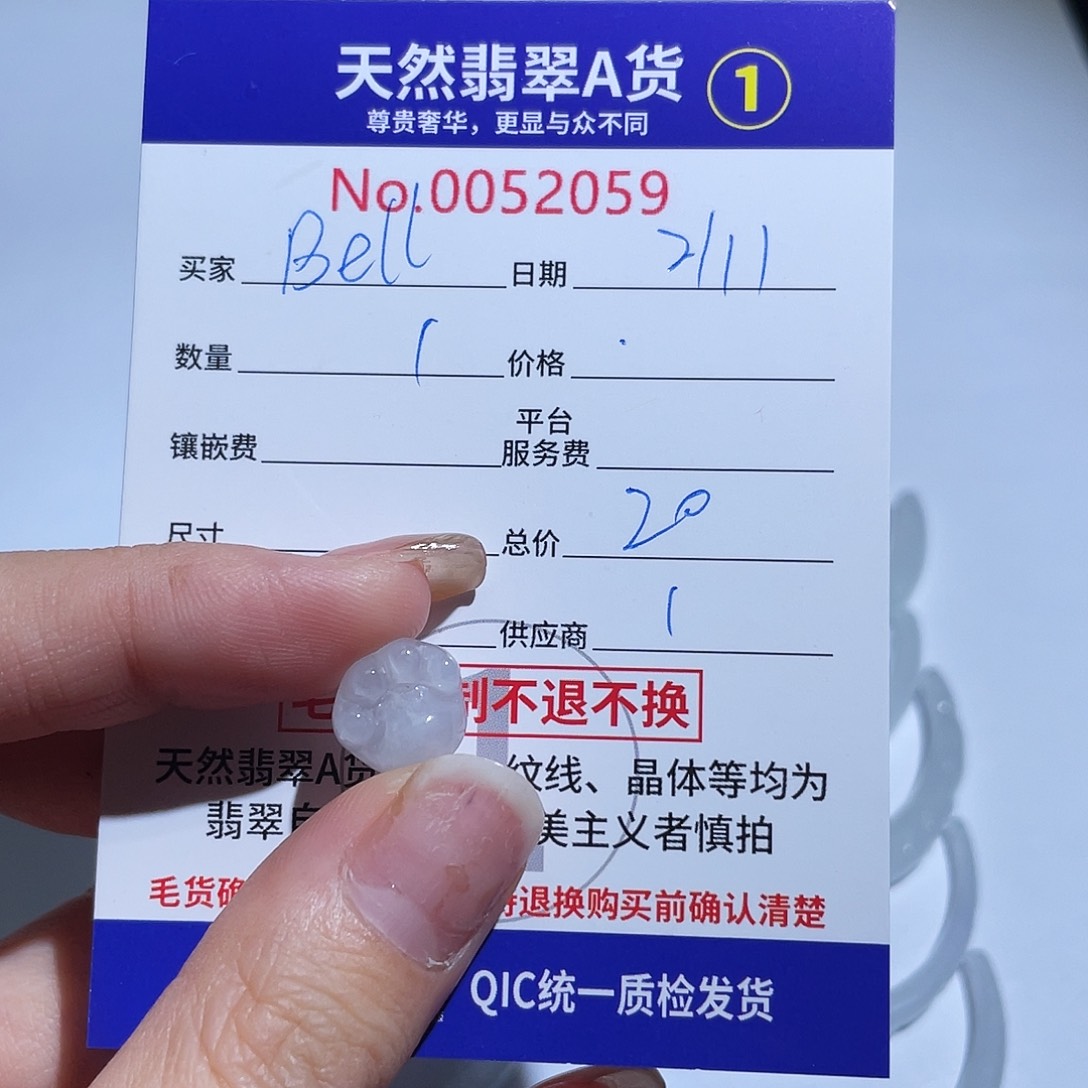 天然翡翠A货 1
尊贵奢华，更显与众不同
No.0052059
买家 Bell 日期 2/11
数量 1 价格
镶嵌费 平台服务费
尺寸 总价 20
供应商 1
制不退不换
天然翡翠A货 纹线、晶体等均为
翡翠自 美主义者慎拍
毛货确 退换购买前确认清楚
QIC统一质检发货